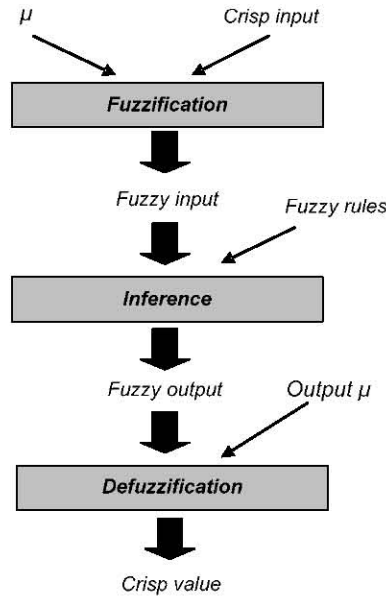 μ
Crisp input
Fuzzification
Fuzzy input
Fuzzy rules
Inference
Fuzzy output
Output μ
Defuzzification
Crisp value